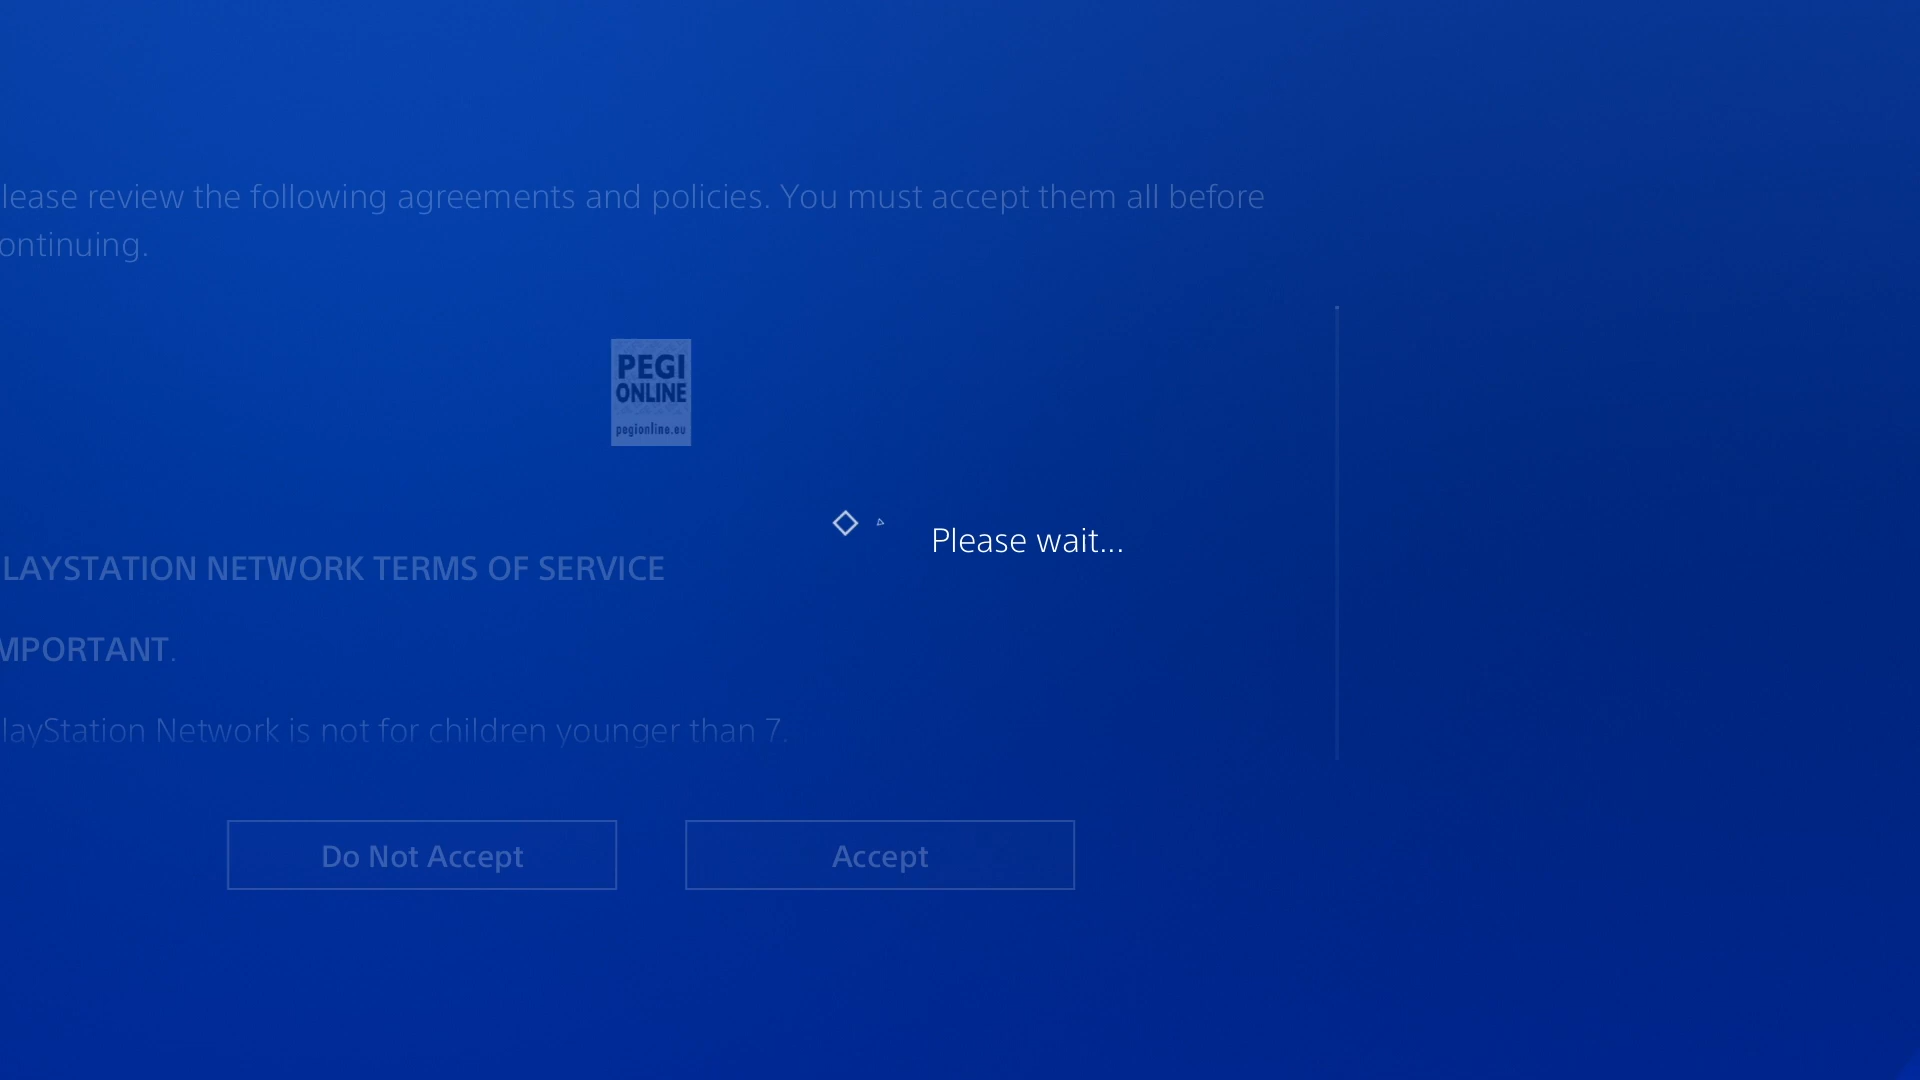 lease review the following agreements and policies. You must accept them all before
ontinuing.
PEGI
ONLINE
pegionline.eu
Please wait...
LAYSTATION NETWORK TERMS OF SERVICE
MPORTANT.
layStation Network is not for children younger than 7.
Do Not Accept
Accept